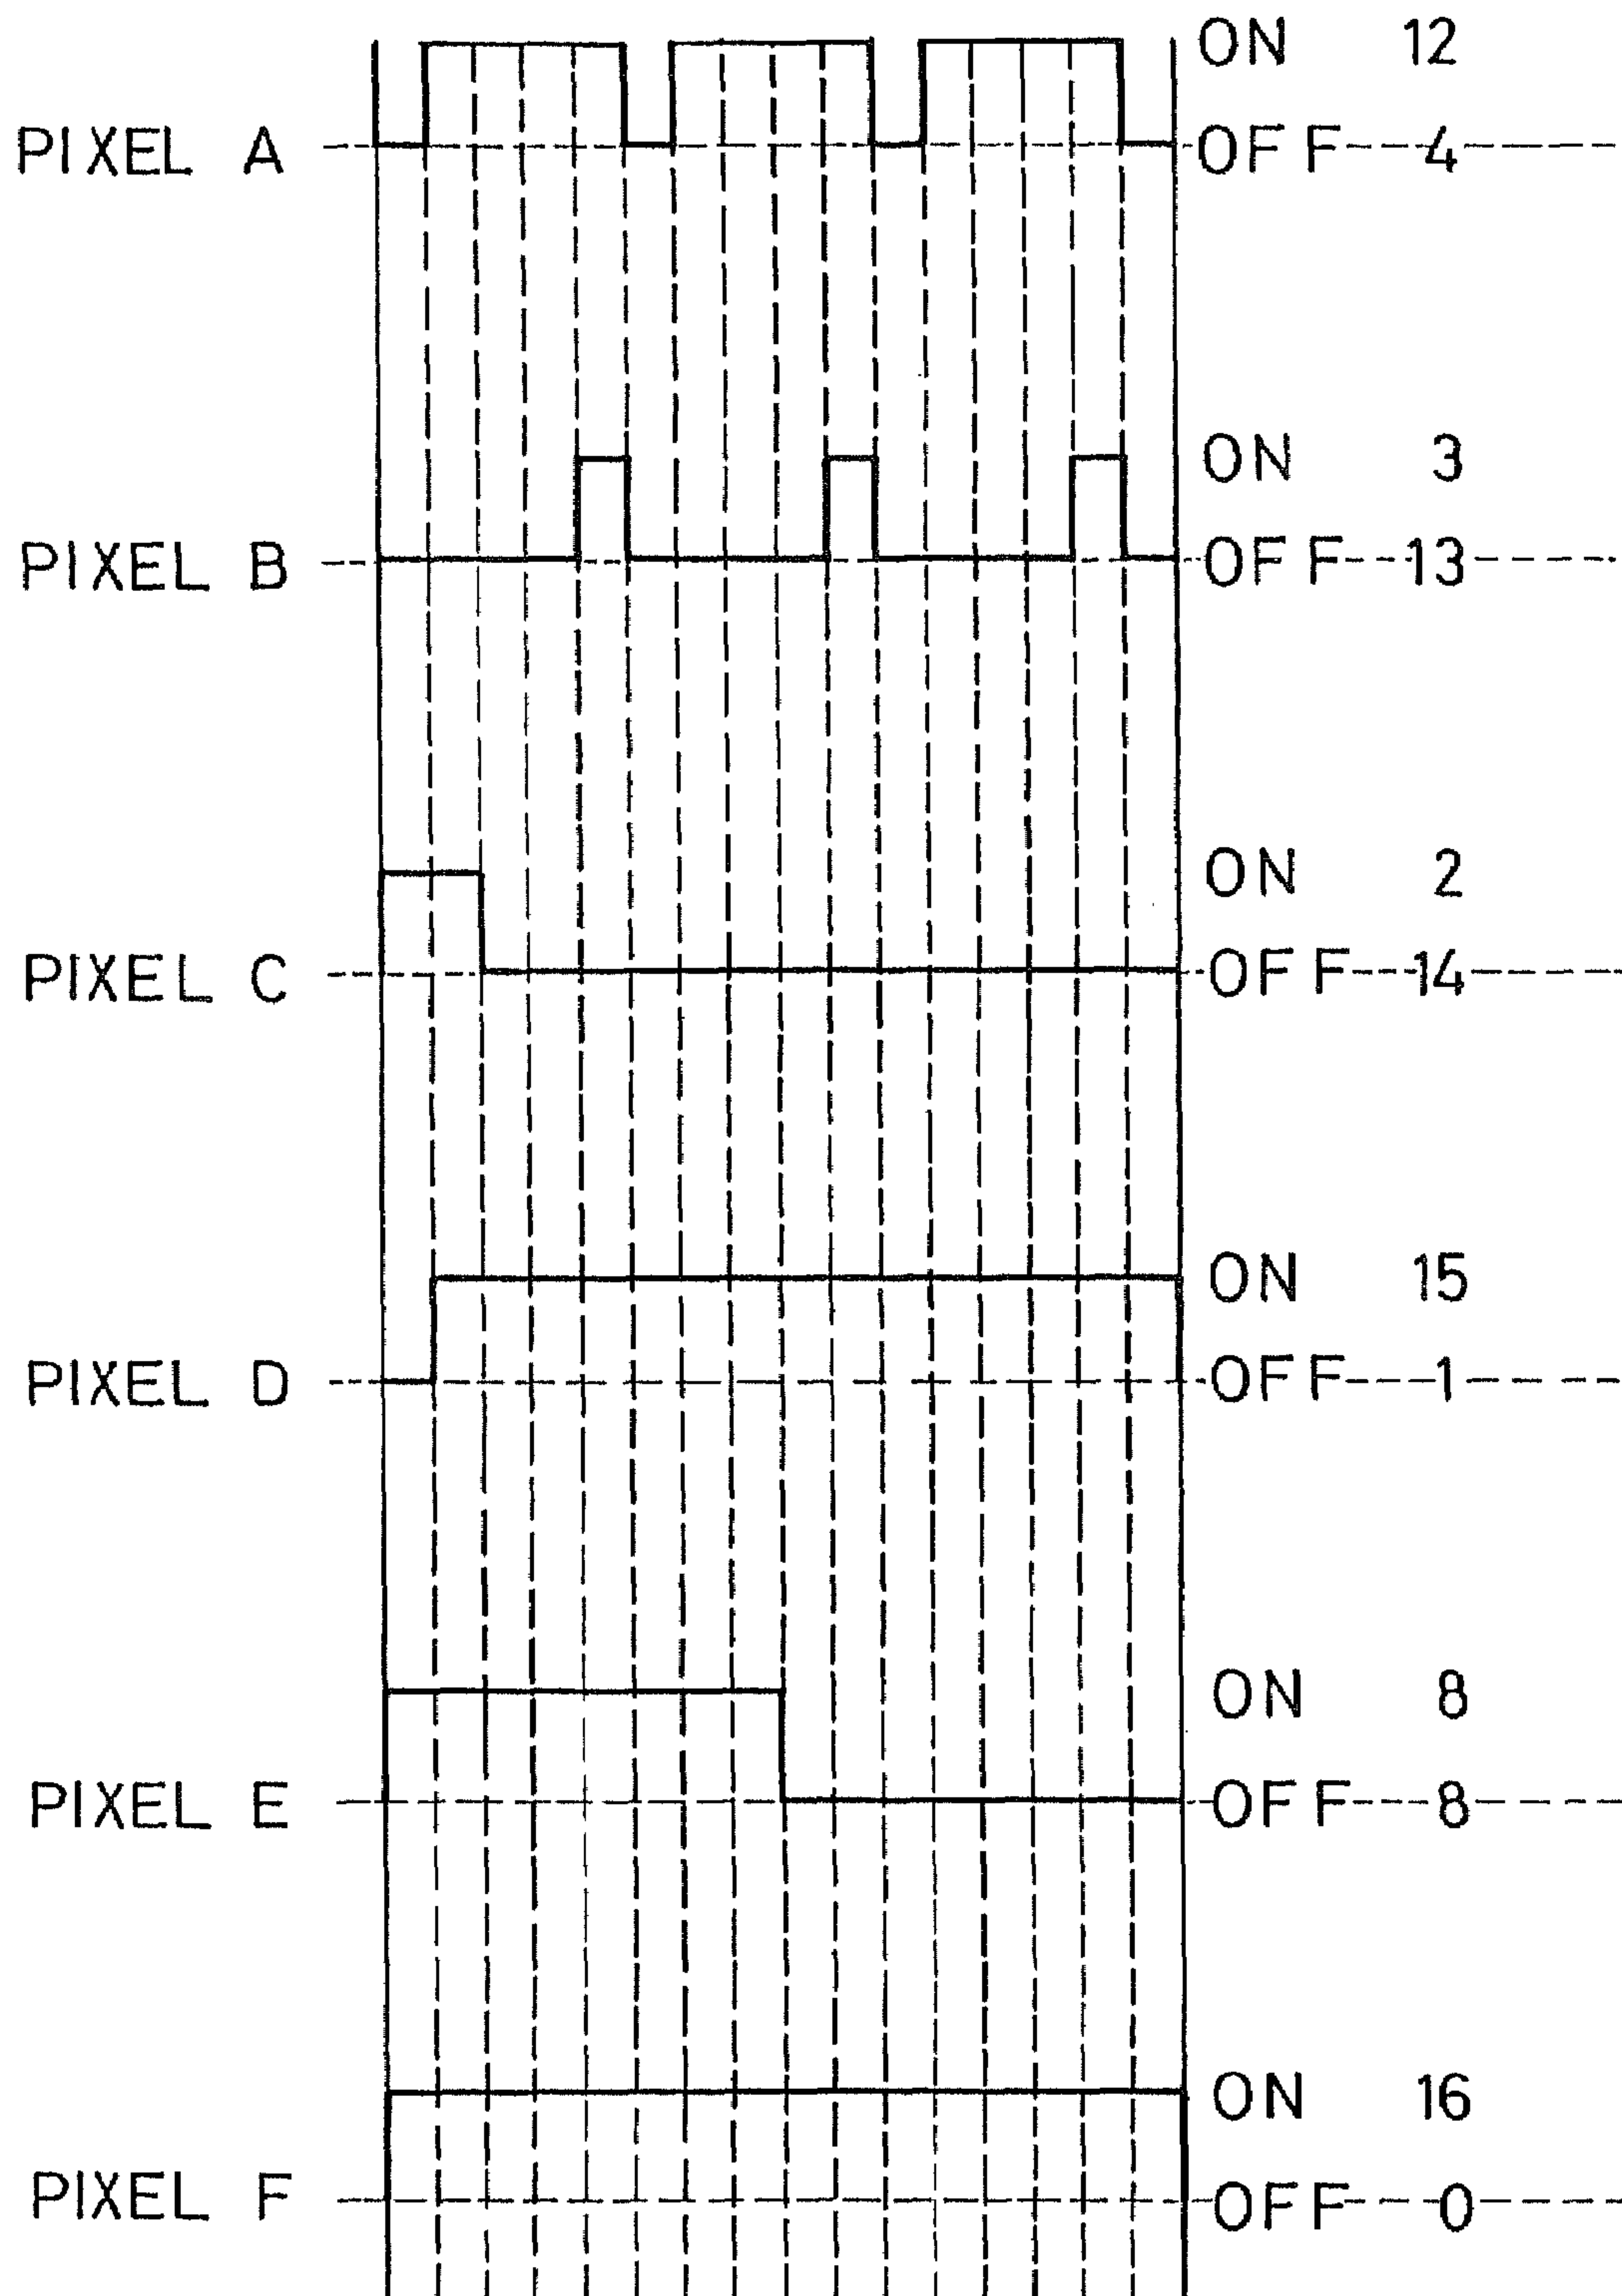 ON 12
PIXEL A OFF 4
ON 3
PIXEL B OFF 13
ON 2
PIXEL C OFF 14
ON 15
PIXEL D OFF 1
ON 8
PIXEL E OFF 8
ON 16
PIXEL F OFF 0